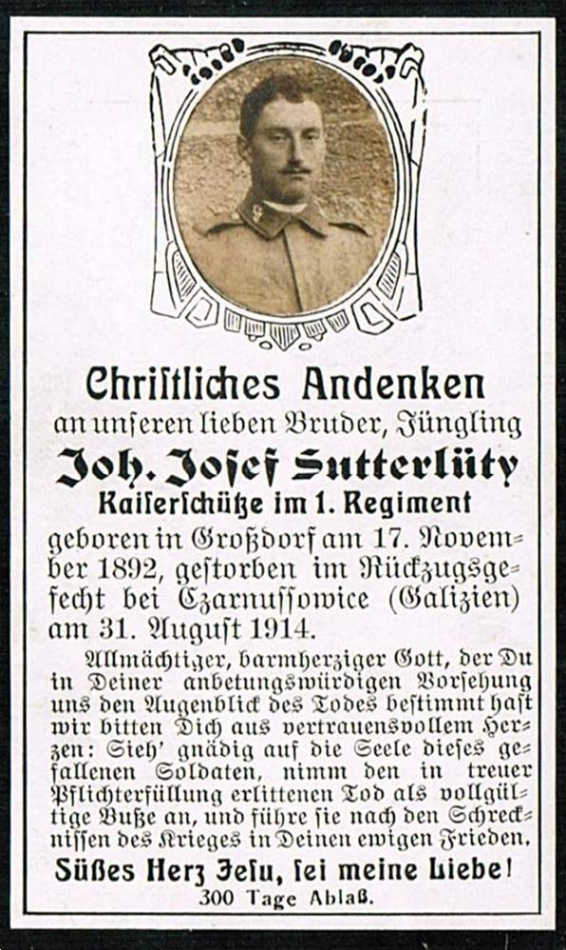 Chriſtliches Andenken
an unſeren lieben Bruder, Jüngling
Joh. Joſef Sutterlüty
Kaiſerſchütze im 1. Regiment
geboren in Großdorf am 17. Novem-
ber 1892, geſtorben im Rückzugsge-
fecht bei Czarnuſſowice (Galizien)
am 31. Auguſt 1914.
Allmächtiger, barmherziger Gott, der Du
in Deiner anbetungswürdigen Vorſehung
uns den Augenblick des Todes beſtimmt haſt
wir bitten Dich aus vertrauensvollem Her-
zen: Sieh' gnädig auf die Seele dieſes ge-
fallenen Soldaten, nimm den in treuer
Pflichterfüllung erlittenen Tod als vollgül-
tige Buße an, und führe ſie nach den Schreck-
niſſen des Krieges in Deinen ewigen Frieden.
Süßes Herz Jeſu, ſei meine Liebe!
300 Tage Ablaß.